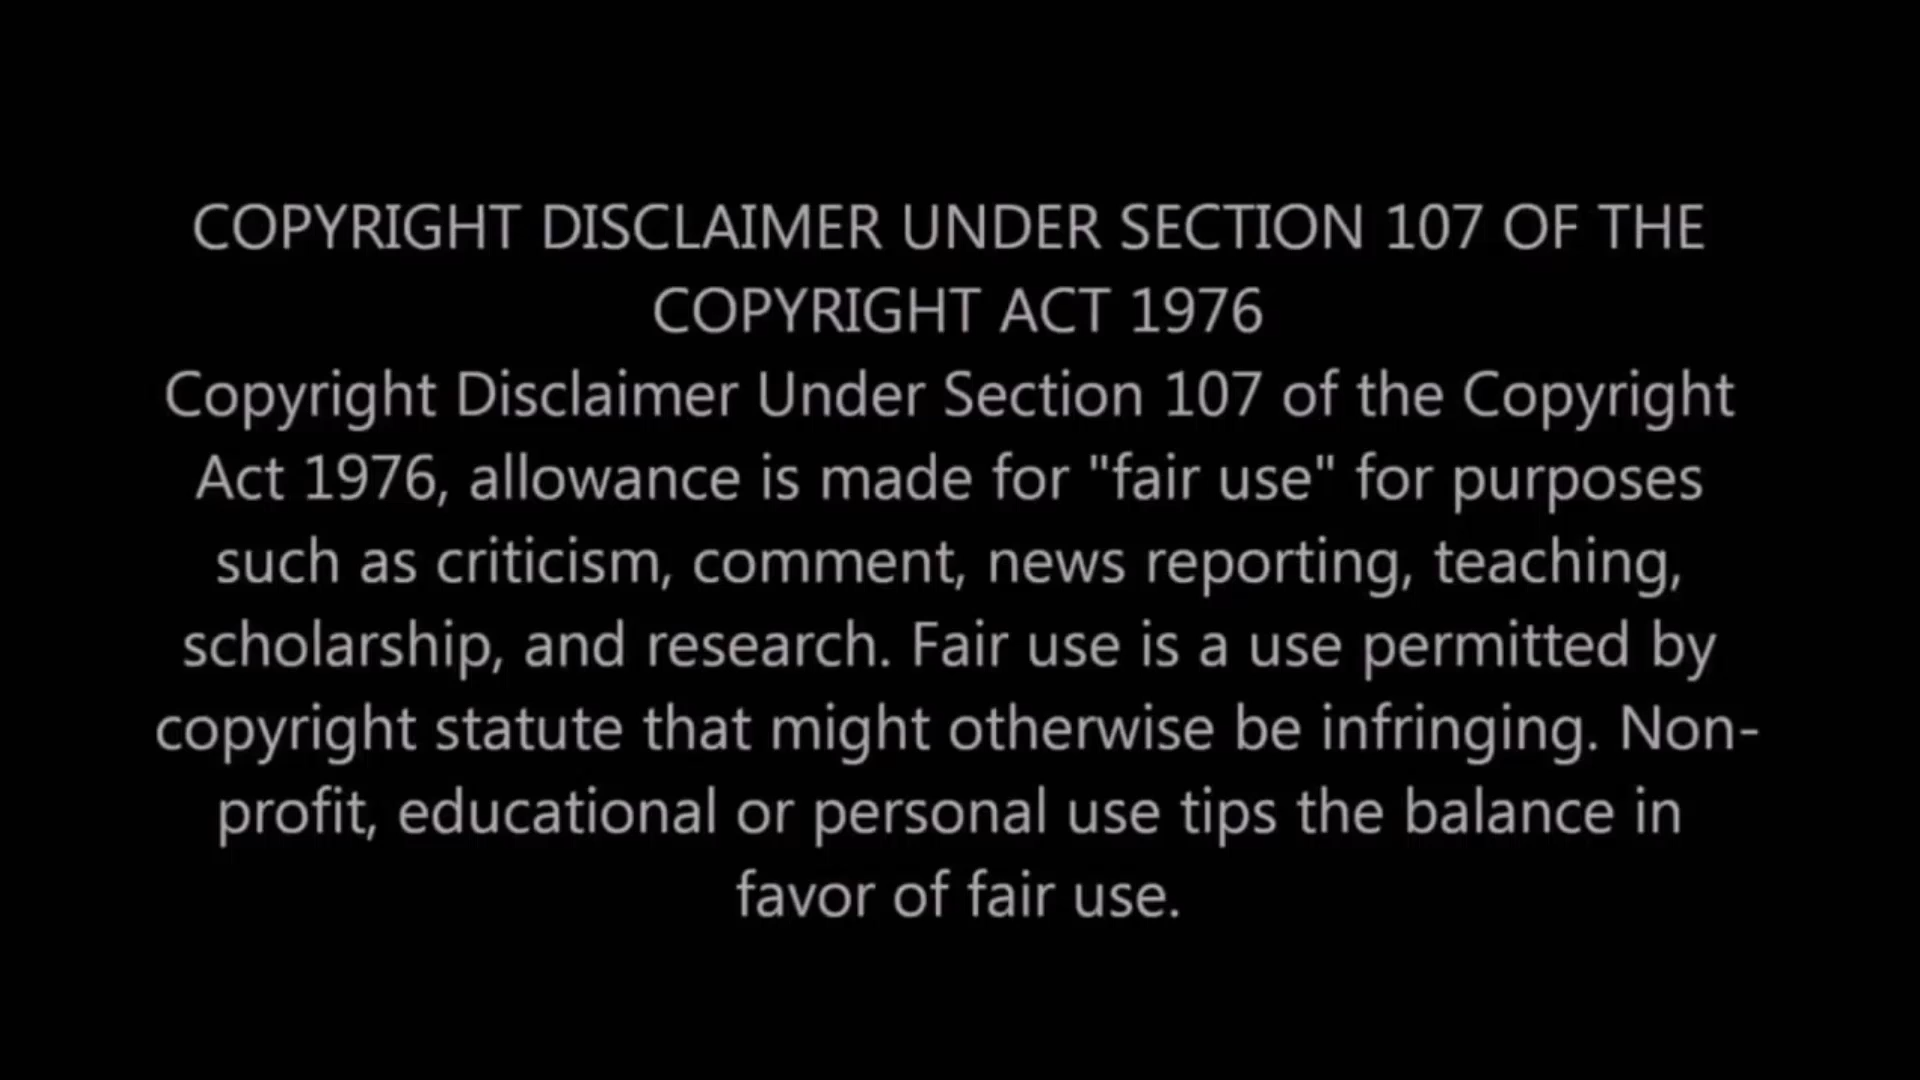 COPYRIGHT DISCLAIMER UNDER SECTION 107 OF THE
COPYRIGHT ACT 1976
Copyright Disclaimer Under Section 107 of the Copyright
Act 1976, allowance is made for "fair use" for purposes
such as criticism, comment, news reporting, teaching,
scholarship, and research. Fair use is a use permitted by
copyright statute that might otherwise be infringing. Non-
profit, educational or personal use tips the balance in
favor of fair use.